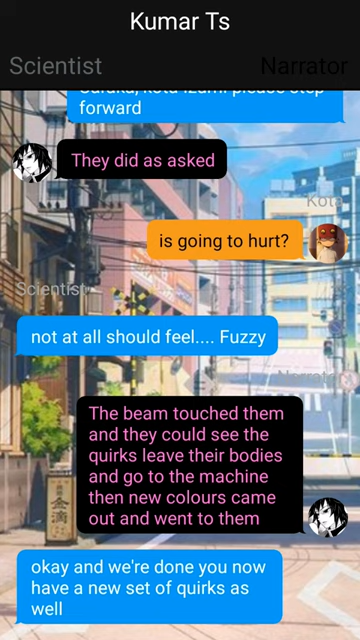 Kumar Ts
Scientist
Narrator
forward
They did as asked
Kota
is going to hurt?
Scientist
not at all should feel.... Fuzzy
The beam touched them
and they could see the
quirks leave their bodies
and go to the machine
then new colours came
out and went to them
okay and we're done you now
have a new set of quirks as
well